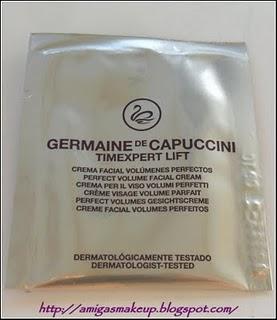 GERMAINE DE CAPUCCINI
TIMEXPERT LIFT
CREMA FACIAL VOLÚMENES PERFECTOS
PERFECT VOLUME FACIAL CREAM
CREMA PER IL VISO VOLUMI PERFETTI
CRÈME VISAGE VOLUME PARFAIT
PERFECT VOLUMES GESICHTSCREME
CREME FACIAL VOLUMES PERFEITOS
DERMATOLÓGICAMENTE TESTADO
DERMATOLOGIST-TESTED
http://amigasmakeup.blogspot.com/